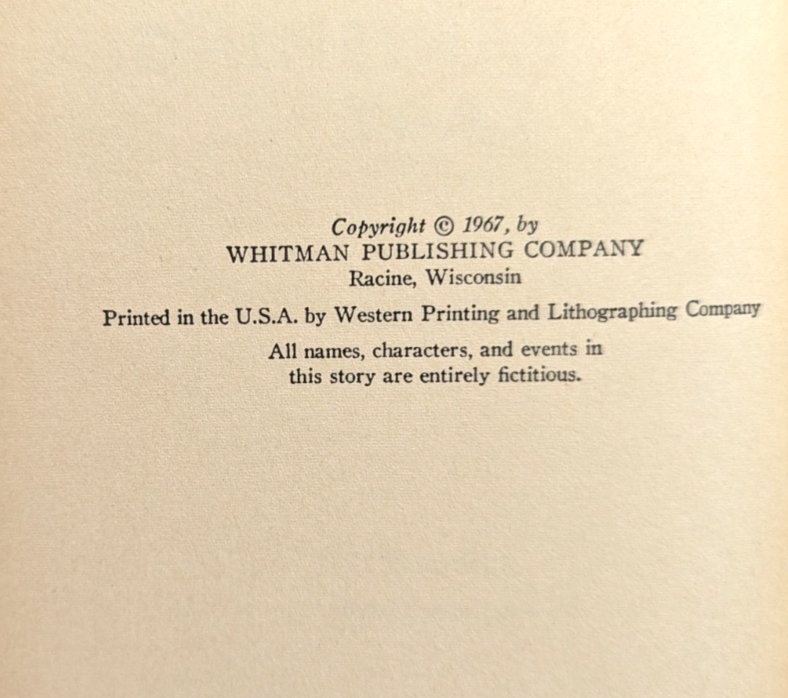 Copyright © 1967, by
WHITMAN PUBLISHING COMPANY
Racine, Wisconsin
Printed in the U.S.A. by Western Printing and Lithographing Company
All names, characters, and events in
this story are entirely fictitious.